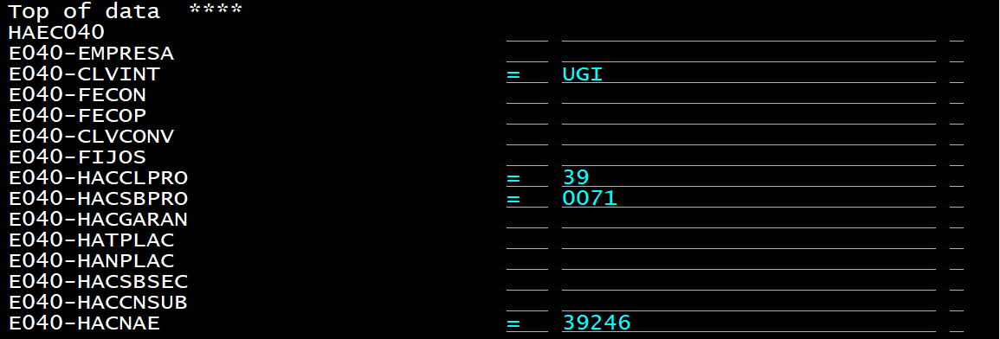 Top of data  ****
HAEC040
E040-EMPRESA
E040-CLVINT = UGI
E040-FECON
E040-FECOP
E040-CLVCONV
E040-FIJOS
E040-HACCLPRO = 39
E040-HACSBPRO = 0071
E040-HACGARAN
E040-HATPLAC
E040-HANPLAC
E040-HACSBSEC
E040-HACCNSUB
E040-HACNAE = 39246